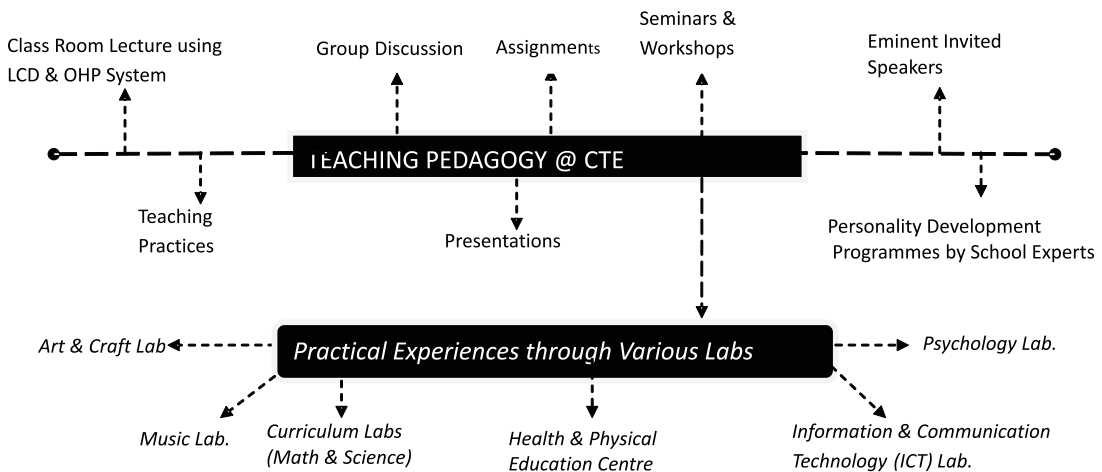 Seminars &
Workshops
Class Room Lecture using
LCD & OHP System
Group Discussion
Assignments
Eminent Invited
Speakers
TEACHING PEDAGOGY @ CTE
Teaching
Practices
Presentations
Personality Development
Programmes by School Experts
Art & Craft Lab
Practical Experiences through Various Labs
Psychology Lab.
Music Lab.
Curriculum Labs
(Math & Science)
Health & Physical
Education Centre
Information & Communication
Technology (ICT) Lab.